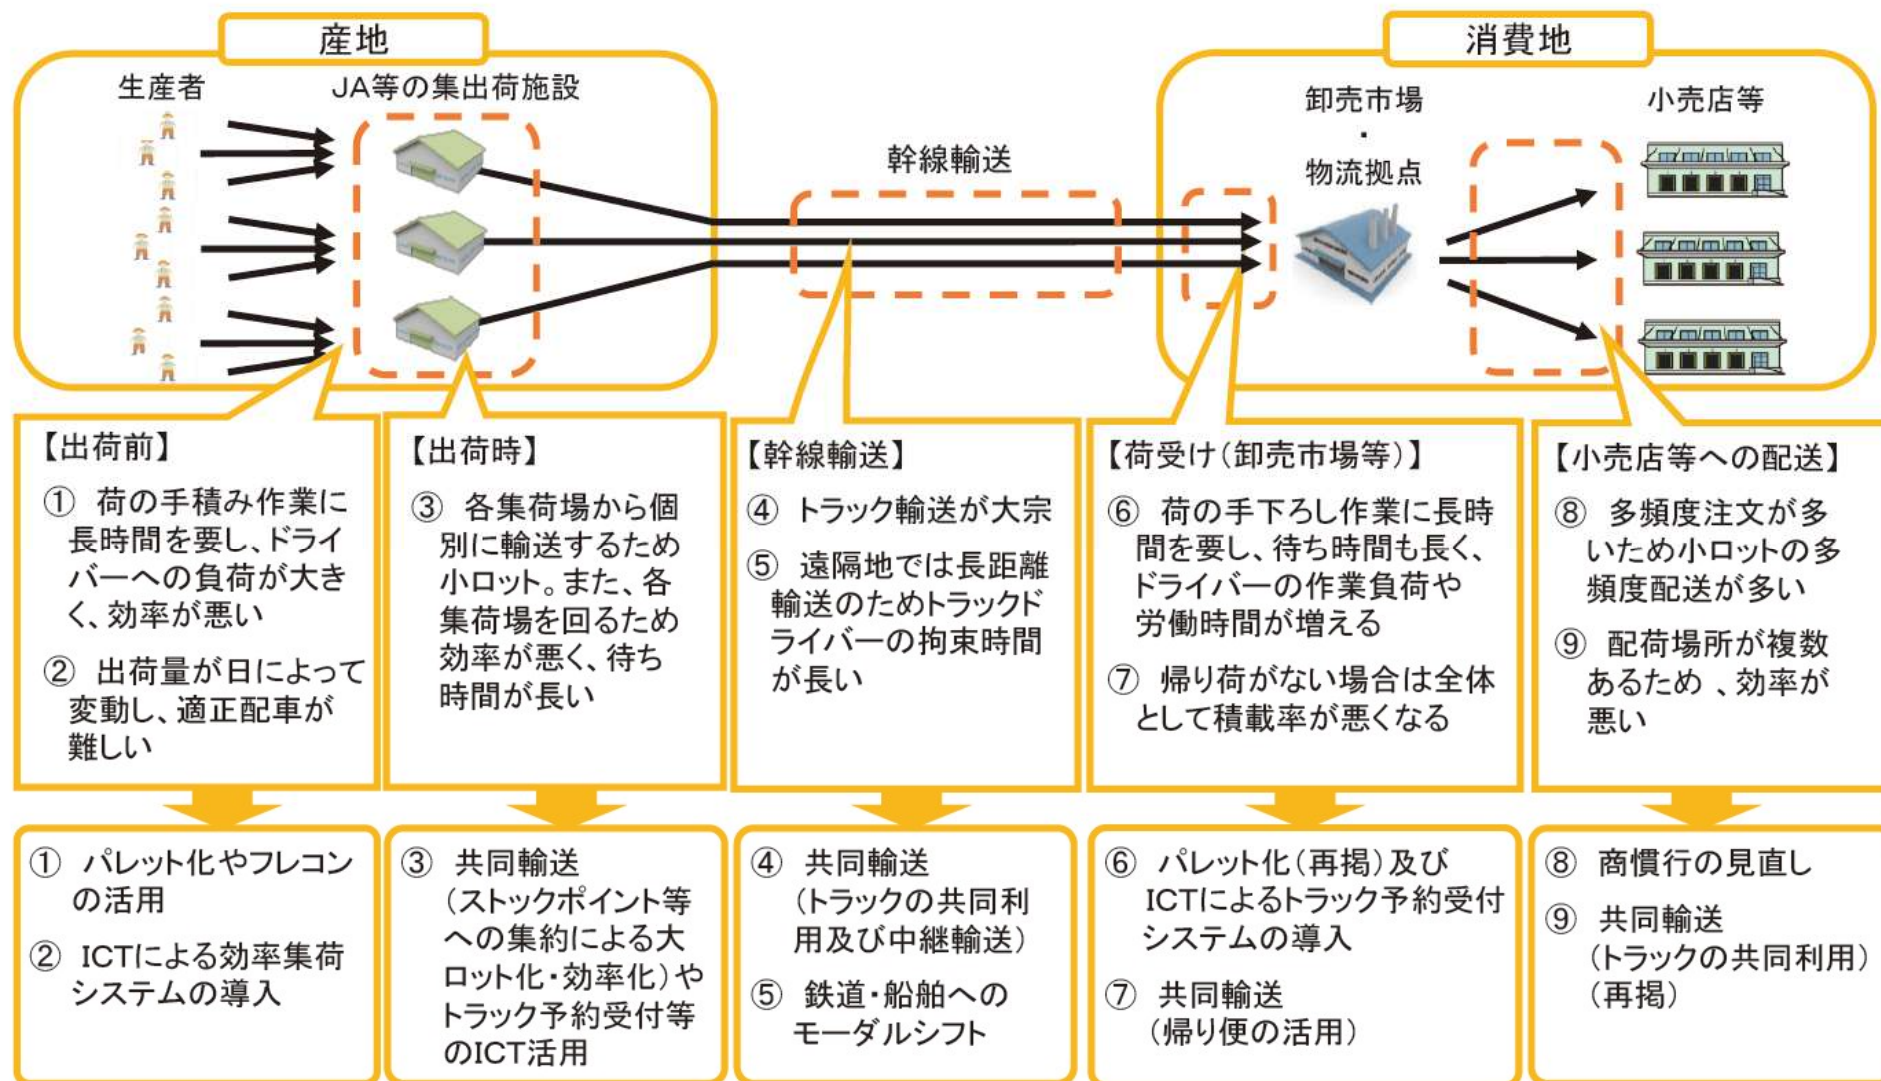 産地
消費地
生産者
JA等の集出荷施設
幹線輸送
卸売市場
・
物流拠点
小売店等
【出荷前】
① 荷の手積み作業に
長時間を要し、ドライ
バーへの負荷が大き
く、効率が悪い
② 出荷量が日によって
変動し、適正配車が
難しい
【出荷時】
③ 各集荷場から個
別に輸送するため
小ロット。また、各
集荷場を回るため
効率が悪く、待ち
時間が長い
【幹線輸送】
④ トラック輸送が大宗
⑤ 遠隔地では長距離
輸送のためトラックド
ライバーの拘束時間
が長い
【荷受け(卸売市場等)】
⑥ 荷の手下ろし作業に長時
間を要し、待ち時間も長く、
ドライバーの作業負荷や
労働時間が増える
⑦ 帰り荷がない場合は全体
として積載率が悪くなる
【小売店等への配送】
⑧ 多頻度注文が多
いため小ロットの多
頻度配送が多い
⑨ 配荷場所が複数
あるため 、効率が
悪い
① パレット化やフレコン
の活用
② ICTによる効率集荷
システムの導入
③ 共同輸送
(ストックポイント等
への集約による大
ロット化・効率化)や
トラック予約受付等
のICT活用
④ 共同輸送
(トラックの共同利
用及び中継輸送)
⑤ 鉄道・船舶への
モーダルシフト
⑥ パレット化(再掲)及び
ICTによるトラック予約受付
システムの導入
⑦ 共同輸送
(帰り便の活用)
⑧ 商慣行の見直し
⑨ 共同輸送
(トラックの共同利用)
(再掲)